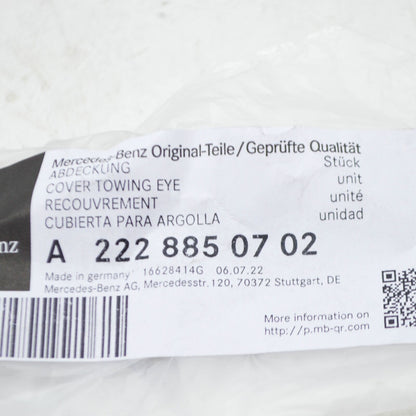 Mercedes-Benz Original-Teile/Geprüfte Qualität
ABDECKUNG Stück
COVER TOWING EYE unit
RECOUVREMENT unité
CUBIERTA PARA ARGOLLA unidad
nz
A 222 885 07 02
Made in germany 16628414G 06.07.22
Mercedes-Benz AG, Mercedesstr.120, 70372 Stuttgart, DE
More information on
http://p.mb-qr.com